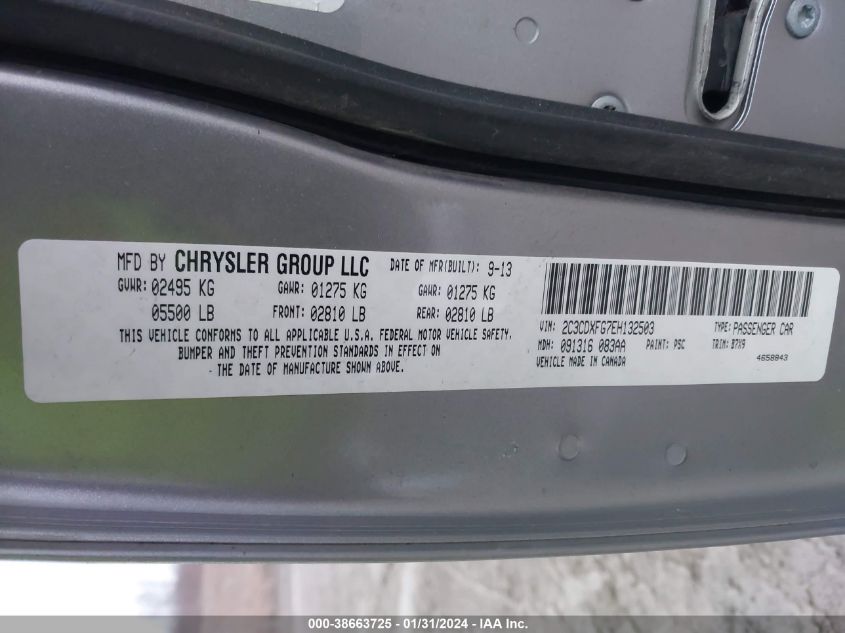 MFD BY CHRYSLER GROUP LLC DATE OF MFR(BUILT): 9-13
GVWR: 02495 KG GAWR: 01275 KG GAWR: 01275 KG
05500 LB FRONT: 02810 LB REAR: 02810 LB
THIS VEHICLE CONFORMS TO ALL APPLICABLE U.S.A. FEDERAL MOTOR VEHICLE SAFETY,
BUMPER AND THEFT PREVENTION STANDARDS IN EFFECT ON
THE DATE OF MANUFACTURE SHOWN ABOVE.
VIN: 2C3CDXFG7EH132503 TYPE: PASSENGER CAR
MDH: 091316 083AA PAINT: PSC TRIM: B7X9
VEHICLE MADE IN CANADA 4658943
000-38663725 - 01/31/2024 - IAA Inc.